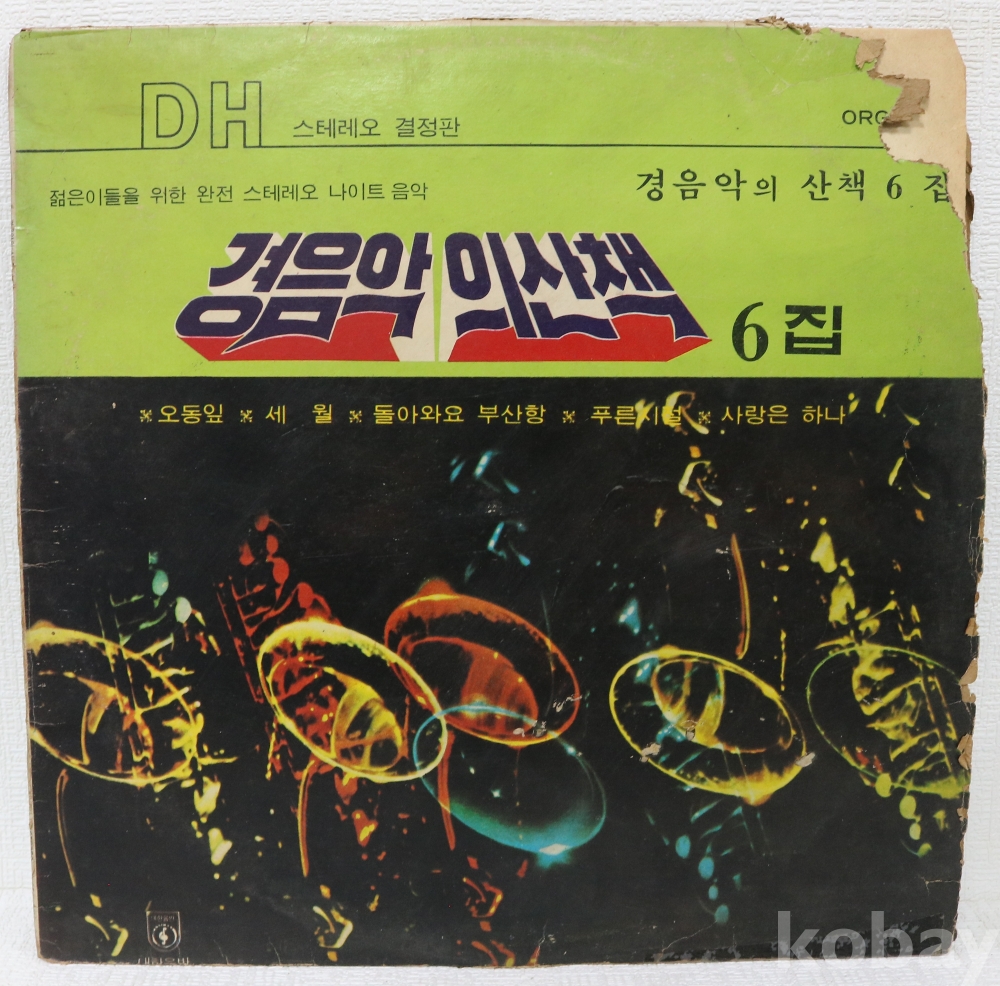 DH 스테레오 결정판
ORG
젊은이들을 위한 완전 스테레오 나이트 음악
경음악의 산책 6 집
경음악의산책 6집
※오동잎 ※ 세 월 ※ 돌아와요 부산항 ※ 푸른시절 ※ 사랑은 하나
kobay